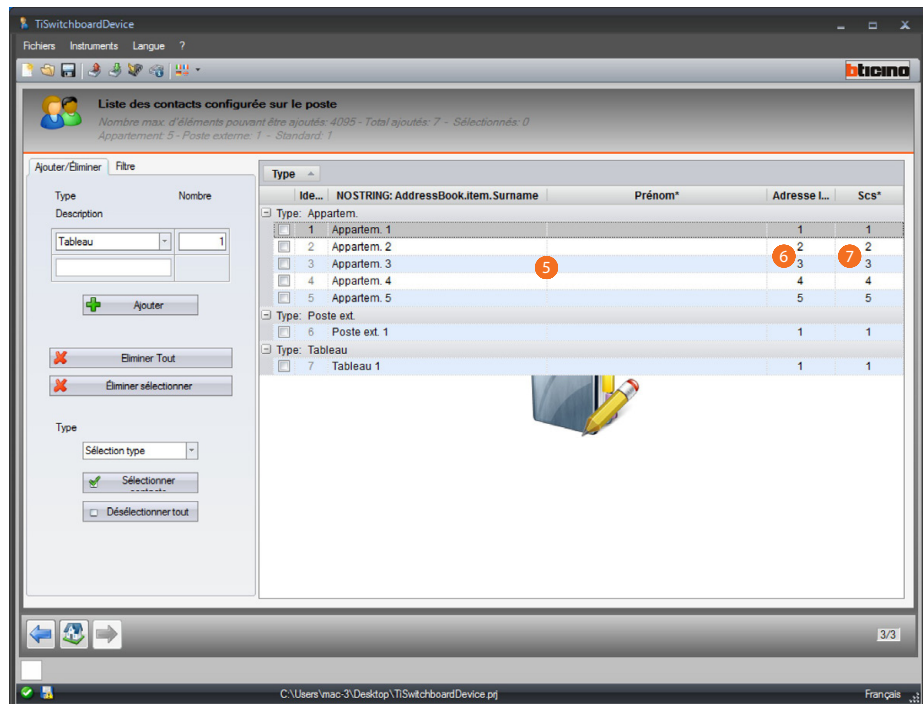 TiSwitchboardDevice
Fichiers Instruments Langue ?
bticino
Liste des contacts configurée sur le poste
Nombre max. d'éléments pouvant être ajoutés: 4095 - Total ajoutés: 7 - Sélectionnés: 0
Appartement: 5 - Poste externe: 1 - Standard: 1
Ajouter/Éliminer Filtre
Type Nombre
Description
Tableau 1
Ajouter
Eliminer Tout
Éliminer sélectionner
Type
Sélection type
Sélectionner
Désélectionner tout
Type
Ide... NOSTRING: AddressBook.item.Surname Prénom* Adresse I... Scs*
Type: Appartem.
1 Appartem. 1 1 1
2 Appartem. 2 2 2
3 Appartem. 3 3 3
4 Appartem. 4 4 4
5 Appartem. 5 5 5
5 6 7
Type: Poste ext.
6 Poste ext. 1 1 1
Type: Tableau
7 Tableau 1 1 1
3/3
C:\Users\mac-3\Desktop\TiSwitchboardDevice.prj Français